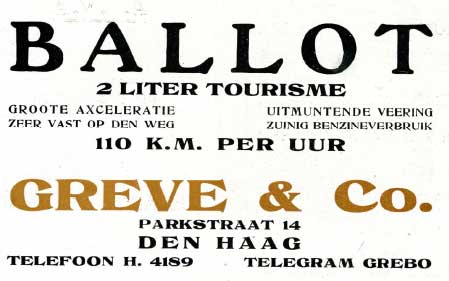 BALLOT
2 LITER TOURISME
GROOTE AXCELERATIE UITMUNTENDE VEERING
ZEER VAST OP DEN WEG ZUINIG BENZINEVERBRUIK
110 K.M. PER UUR
GREVE & Co.
PARKSTRAAT 14
DEN HAAG
TELEFOON H. 4189 TELEGRAM GREBO